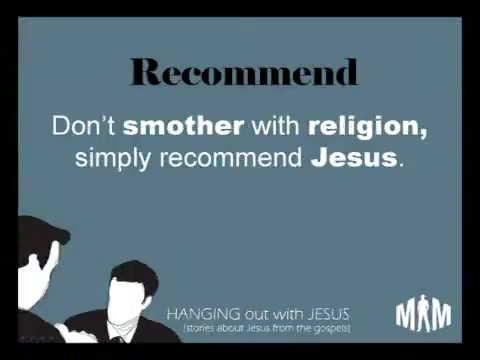 Recommend
Don't smother with religion,
simply recommend Jesus.
HANGING out with JESUS
(stories about Jesus from the gospels)
MM